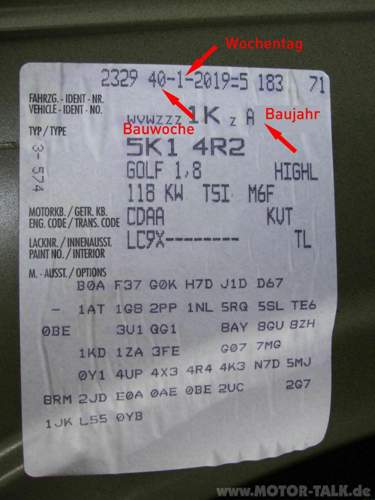 Wochentag
2329 40-1-2019=5 183 71
FAHRZG.-IDENT-NR.
VEHICLE-IDENT-NO.
WVWZZZ 1K Z A
Baujahr
Bauwoche
TYP/TYPE
5K1 4R2
3-574
GOLF 1,8 HIGHL
118 KW TSI M6F
MOTORKB./GETR. KB.
ENG. CODE/TRANS. CODE
CDAA KUT
LACKNR./INNENAUSST.
PAINT NO./INTERIOR
LC9X-------- TL
M.-AUSST./OPTIONS
B0A F37 G0K H7D J1D D67
- 1AT 1G8 2PP 1NL 5RQ 5SL TE6
0BE 3U1 QG1 8AY 8GU 8ZH
1KD 1ZA 3FE G07 7MG
0Y1 4UP 4X3 4R4 4K3 N7D 5MJ
8RM 2JD E0A 0AE 0BE 2UC 2G7
1JK L55 0YB
www.MOTOR-TALK.de